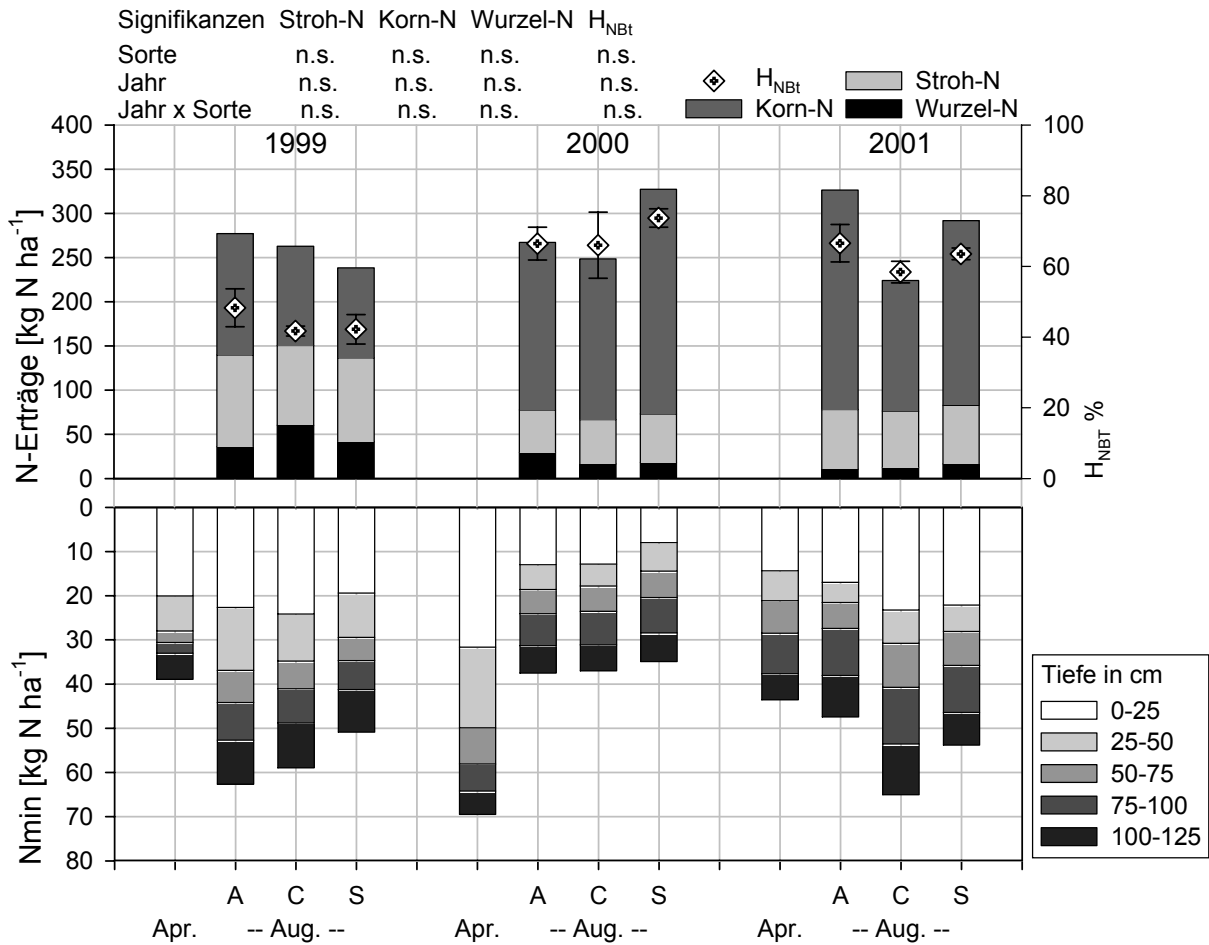 Signifikanzen Stroh-N Korn-N Wurzel-N H_NBt
Sorte n.s. n.s. n.s. n.s.
Jahr n.s. n.s. n.s. n.s.
Jahr x Sorte n.s. n.s. n.s. n.s.
H_NBt Stroh-N
Korn-N Wurzel-N
1999 2000 2001
N-Erträge [kg N ha⁻¹]
400
350
300
250
200
150
100
50
0
100
80
60
40
20
0
H_NBT %
Nmin [kg N ha⁻¹]
0
10
20
30
40
50
60
70
80
Tiefe in cm
0-25
25-50
50-75
75-100
100-125
A C S A C S A C S
Apr. -- Aug. -- Apr. -- Aug. -- Apr. -- Aug. --